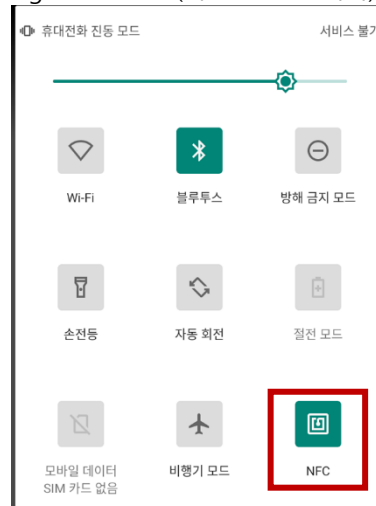 휴대전화 진동 모드
서비스 불가
Wi-Fi
블루투스
방해 금지 모드
손전등
자동 회전
절전 모드
모바일 데이터
SIM 카드 없음
비행기 모드
NFC